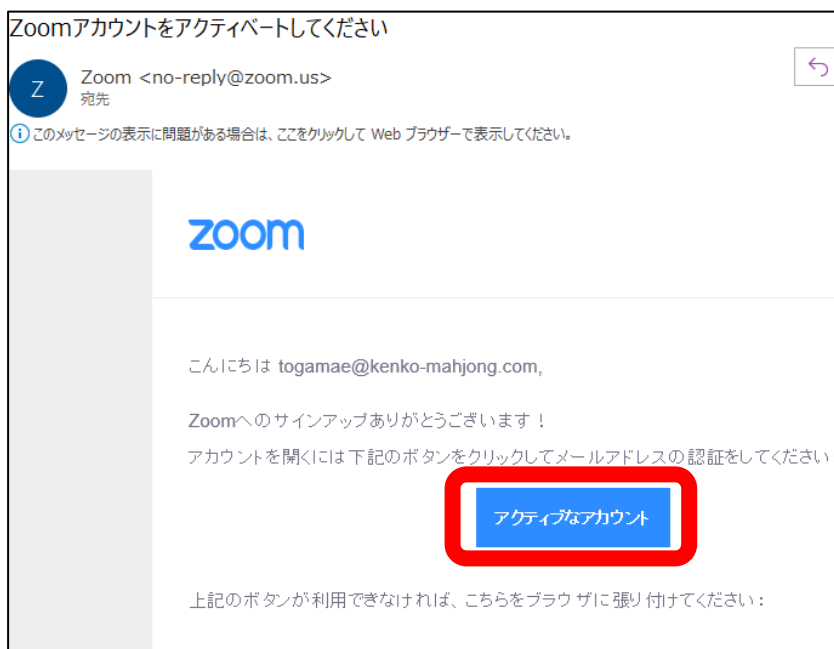 Zoomアカウントをアクティベートしてください
Z
Zoom <no-reply@zoom.us>
宛先
このメッセージの表示に問題がある場合は、ここをクリックして Web ブラウザーで表示してください。
zoom
こんにちは togamae@kenko-mahjong.com,
Zoomへのサインアップありがとうございます！
アカウントを開くには下記のボタンをクリックしてメールアドレスの認証をしてください
アクティブなアカウント
上記のボタンが利用できなければ、こちらをブラウザに張り付けてください：